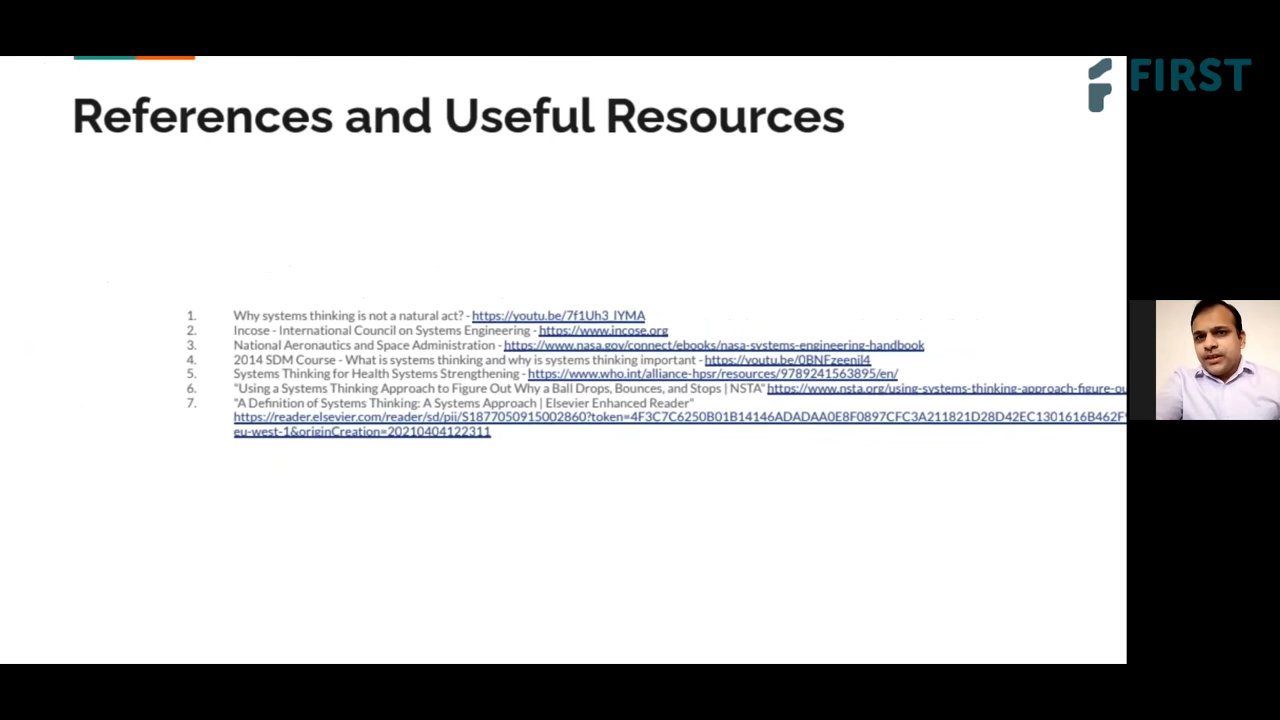 FIRST
References and Useful Resources
1. Why systems thinking is not a natural act? - https://youtu.be/7f1Uh3_IYMA
2. Incose - International Council on Systems Engineering - https://www.incose.org
3. National Aeronautics and Space Administration - https://www.nasa.gov/connect/ebooks/nasa-systems-engineering-handbook
4. 2014 SDM Course - What is systems thinking and why is systems thinking important - https://youtu.be/0BNFzeenil4
5. Systems Thinking for Health Systems Strengthening - https://www.who.int/alliance-hpsr/resources/9789241563895/en/
6. "Using a Systems Thinking Approach to Figure Out Why a Ball Drops, Bounces, and Stops | NSTA" https://www.nsta.org/using-systems-thinking-approach-figure-ou
7. "A Definition of Systems Thinking: A Systems Approach | Elsevier Enhanced Reader"
https://reader.elsevier.com/reader/sd/pii/S1877050915002860?token=4F3C7C6250B01B14146ADADAA0E8F0897CFC3A211821D28D42EC1301616B462F
eu-west-1&originCreation=20210404122311